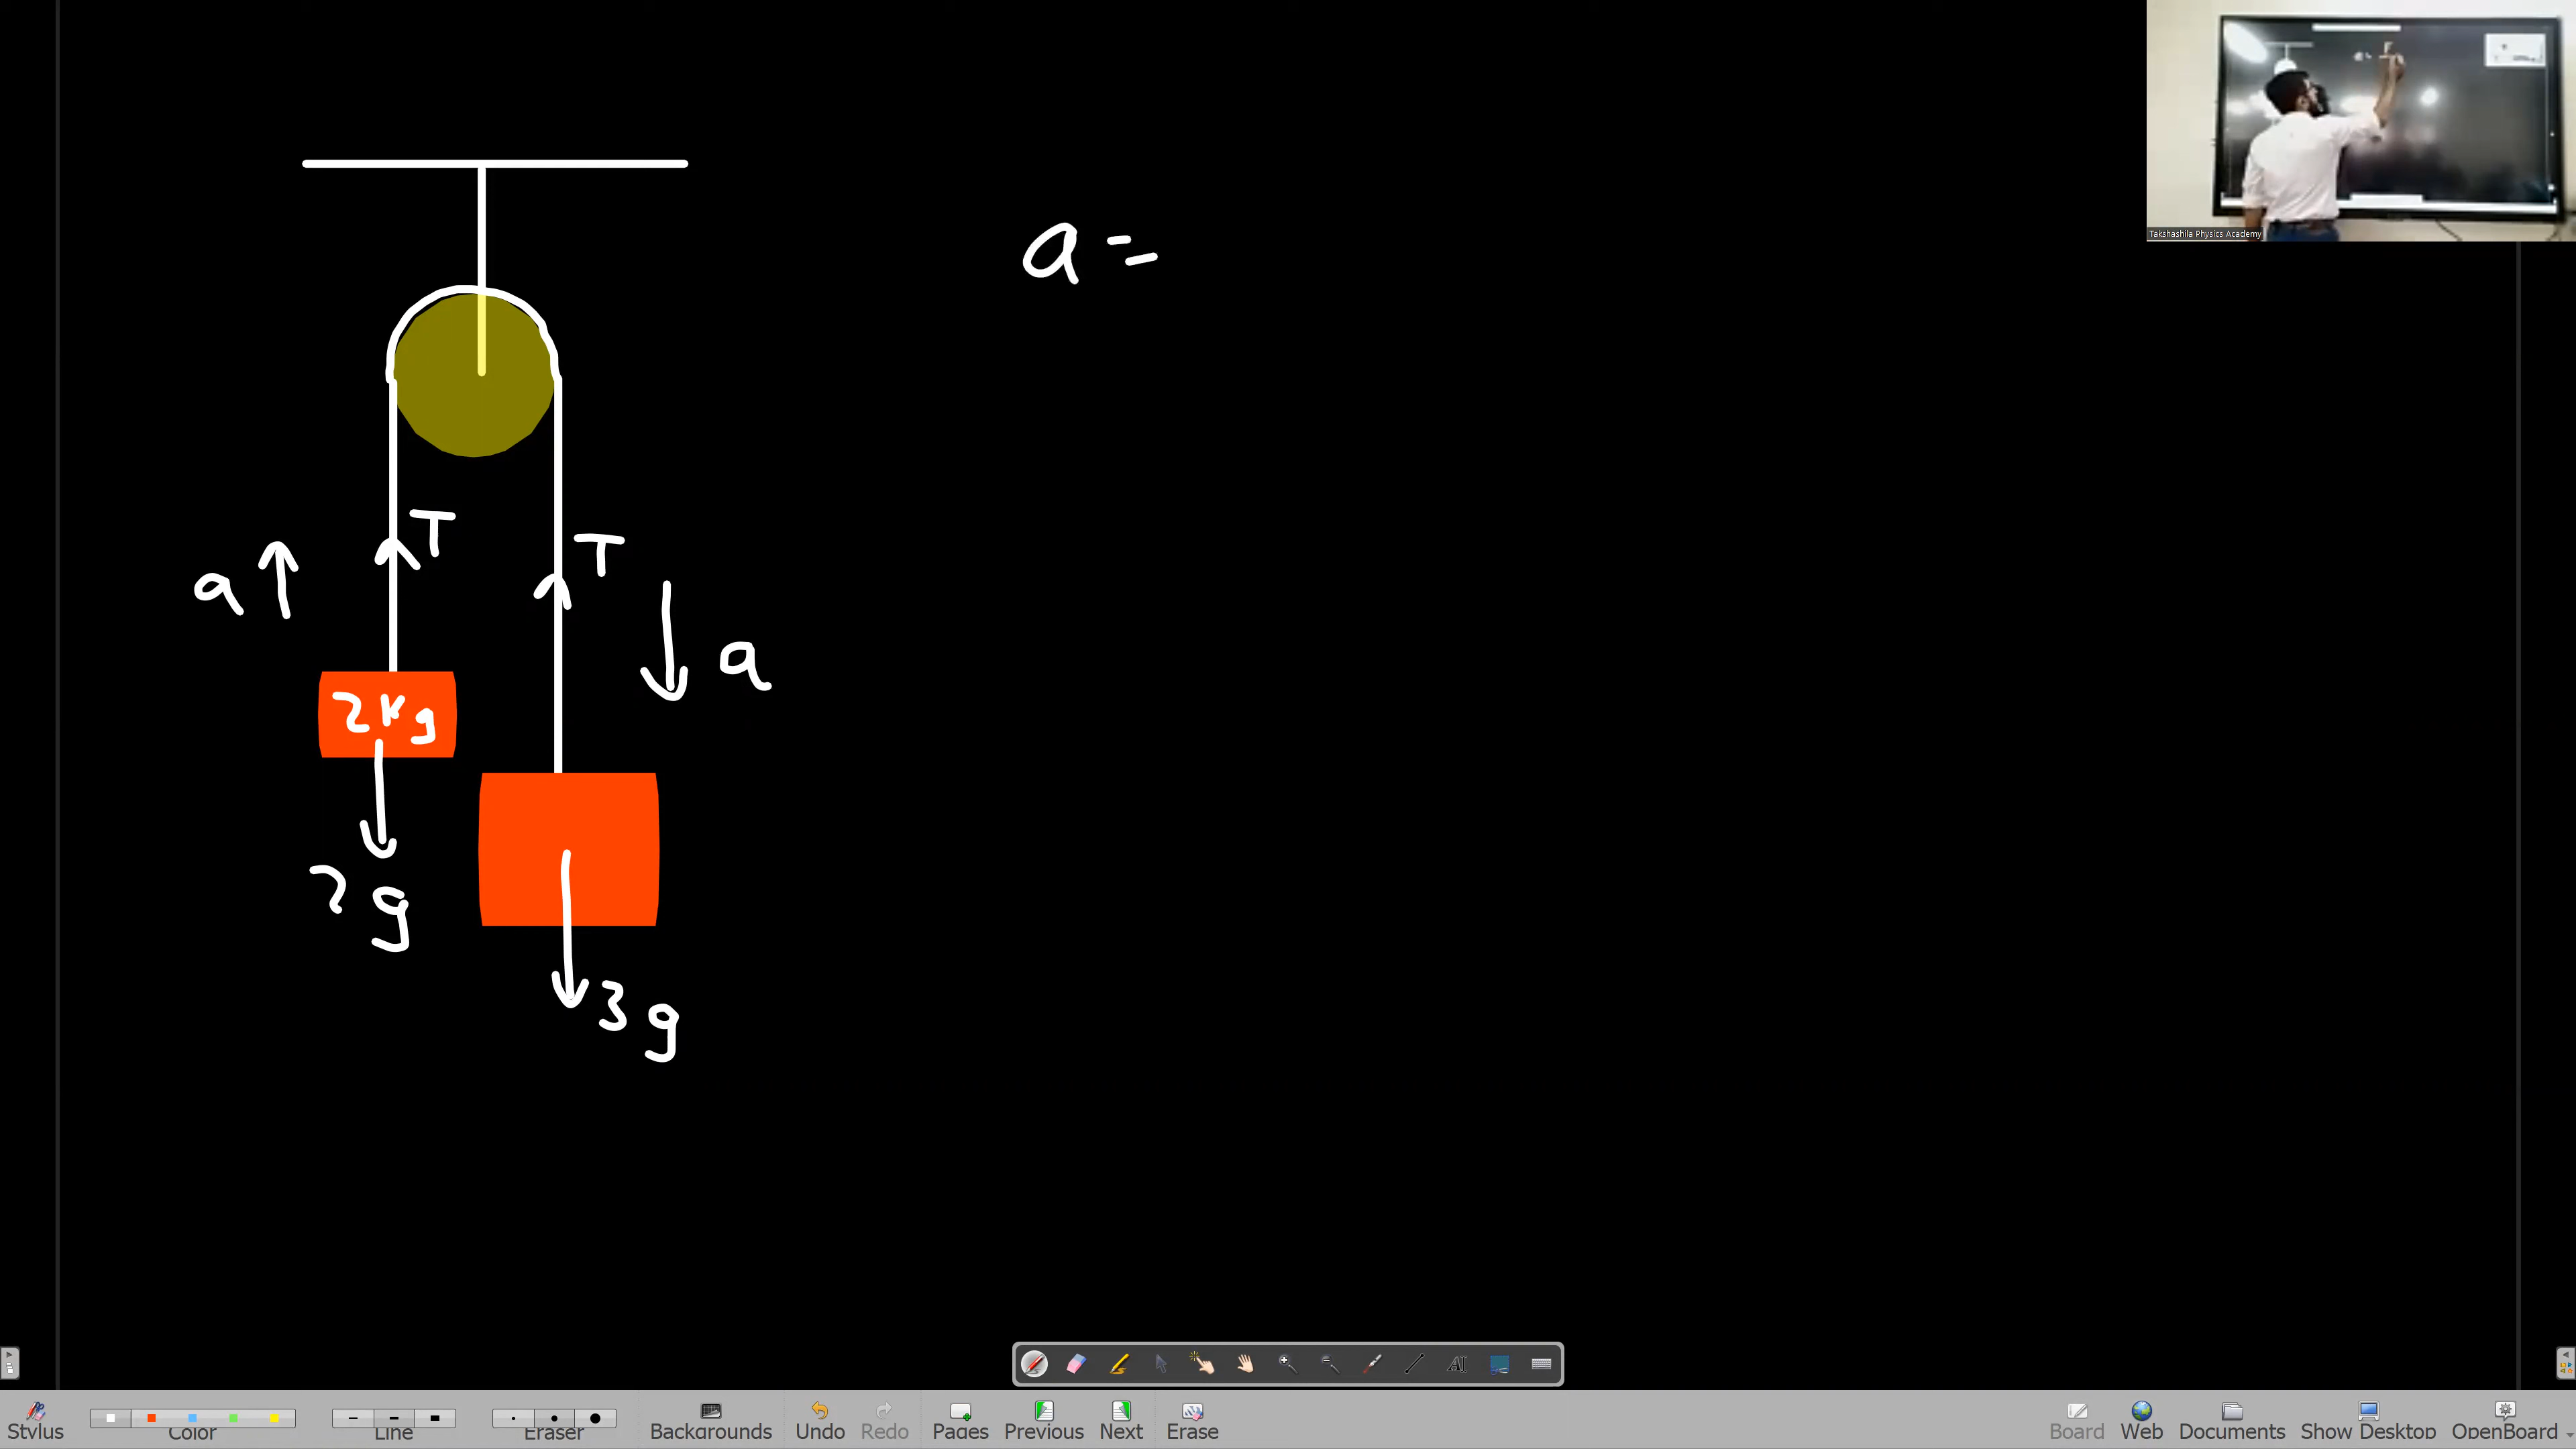 Takshashila Physics Academy
a =
T
T
a
a
2kg
2g
3g
Stylus
Color
Line
Eraser
Backgrounds
Undo
Redo
Pages
Previous
Next
Erase
Board
Web
Documents
Show Desktop
OpenBoard